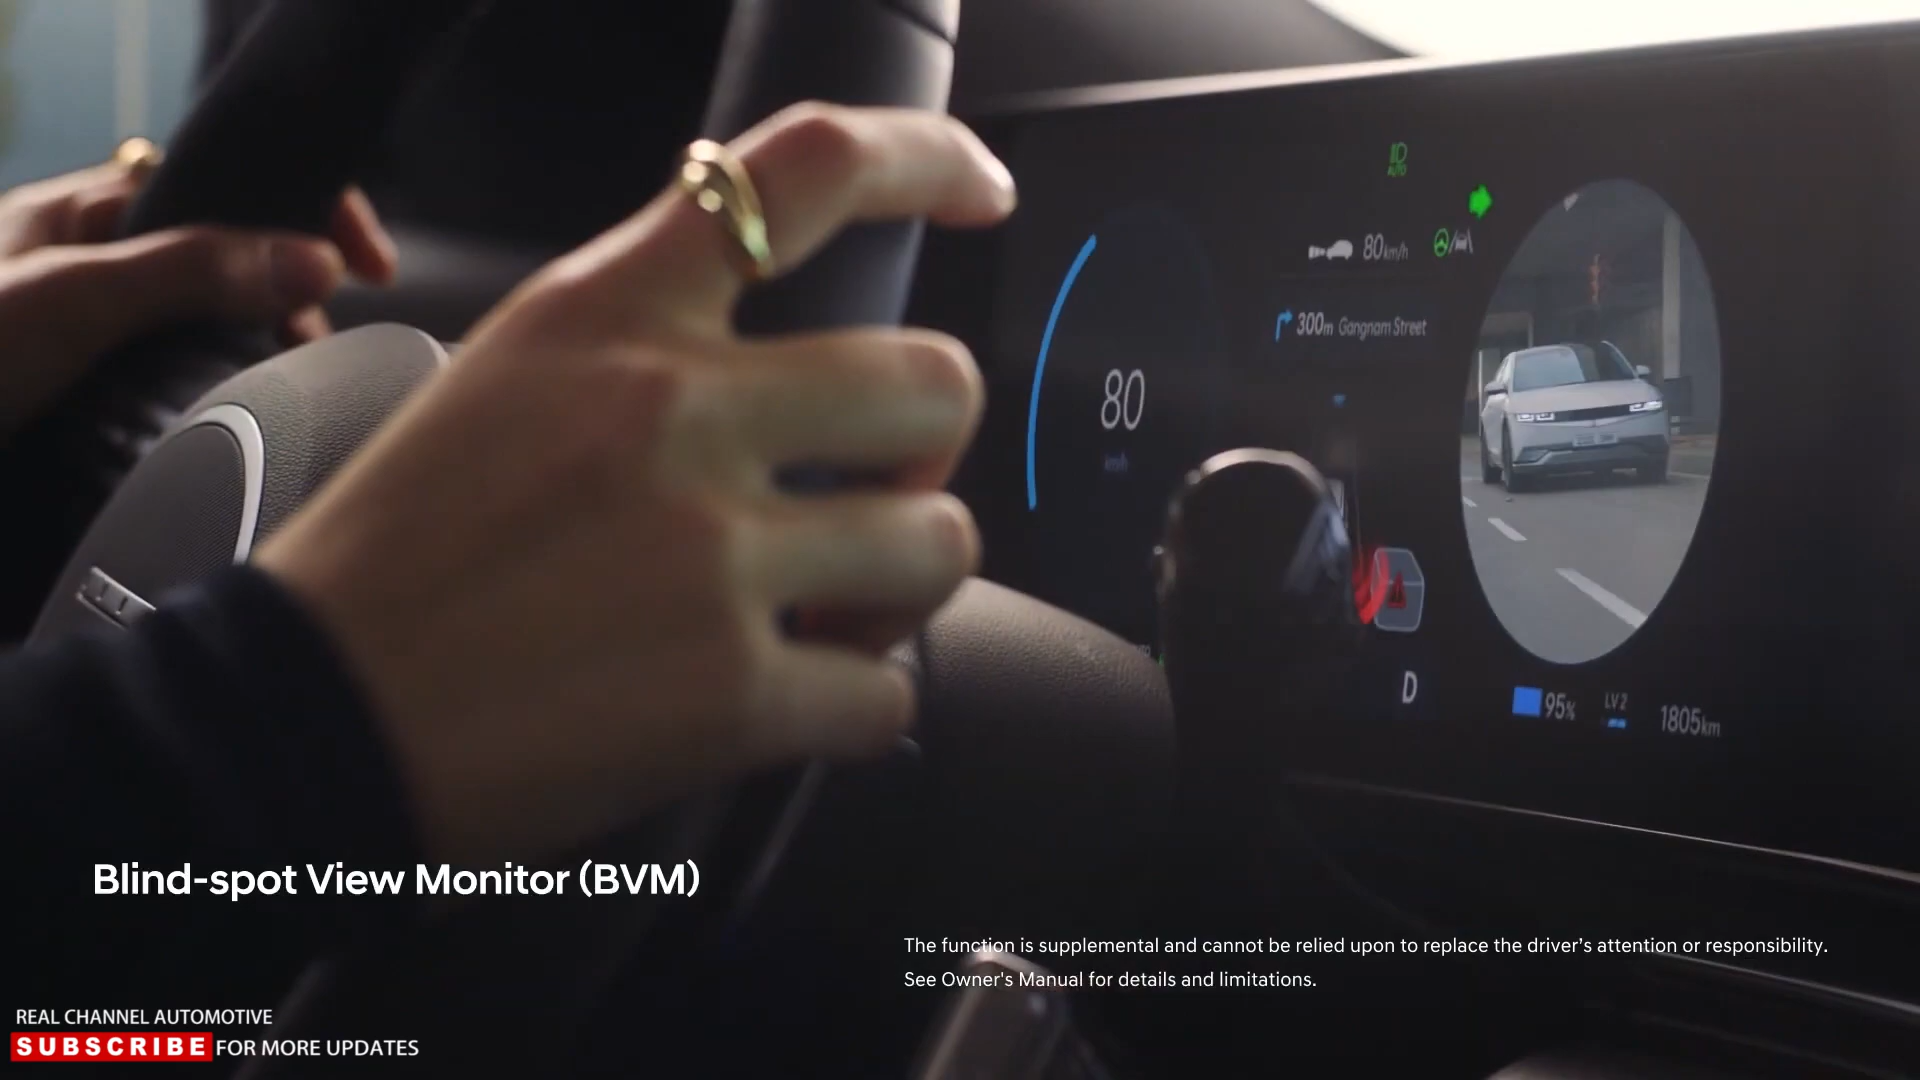 AUTO
80km/h
300m Gangnam Street
80
km/h
D
95%
LV2
1805km
Blind-spot View Monitor (BVM)
The function is supplemental and cannot be relied upon to replace the driver's attention or responsibility.
See Owner's Manual for details and limitations.
REAL CHANNEL AUTOMOTIVE
SUBSCRIBE FOR MORE UPDATES